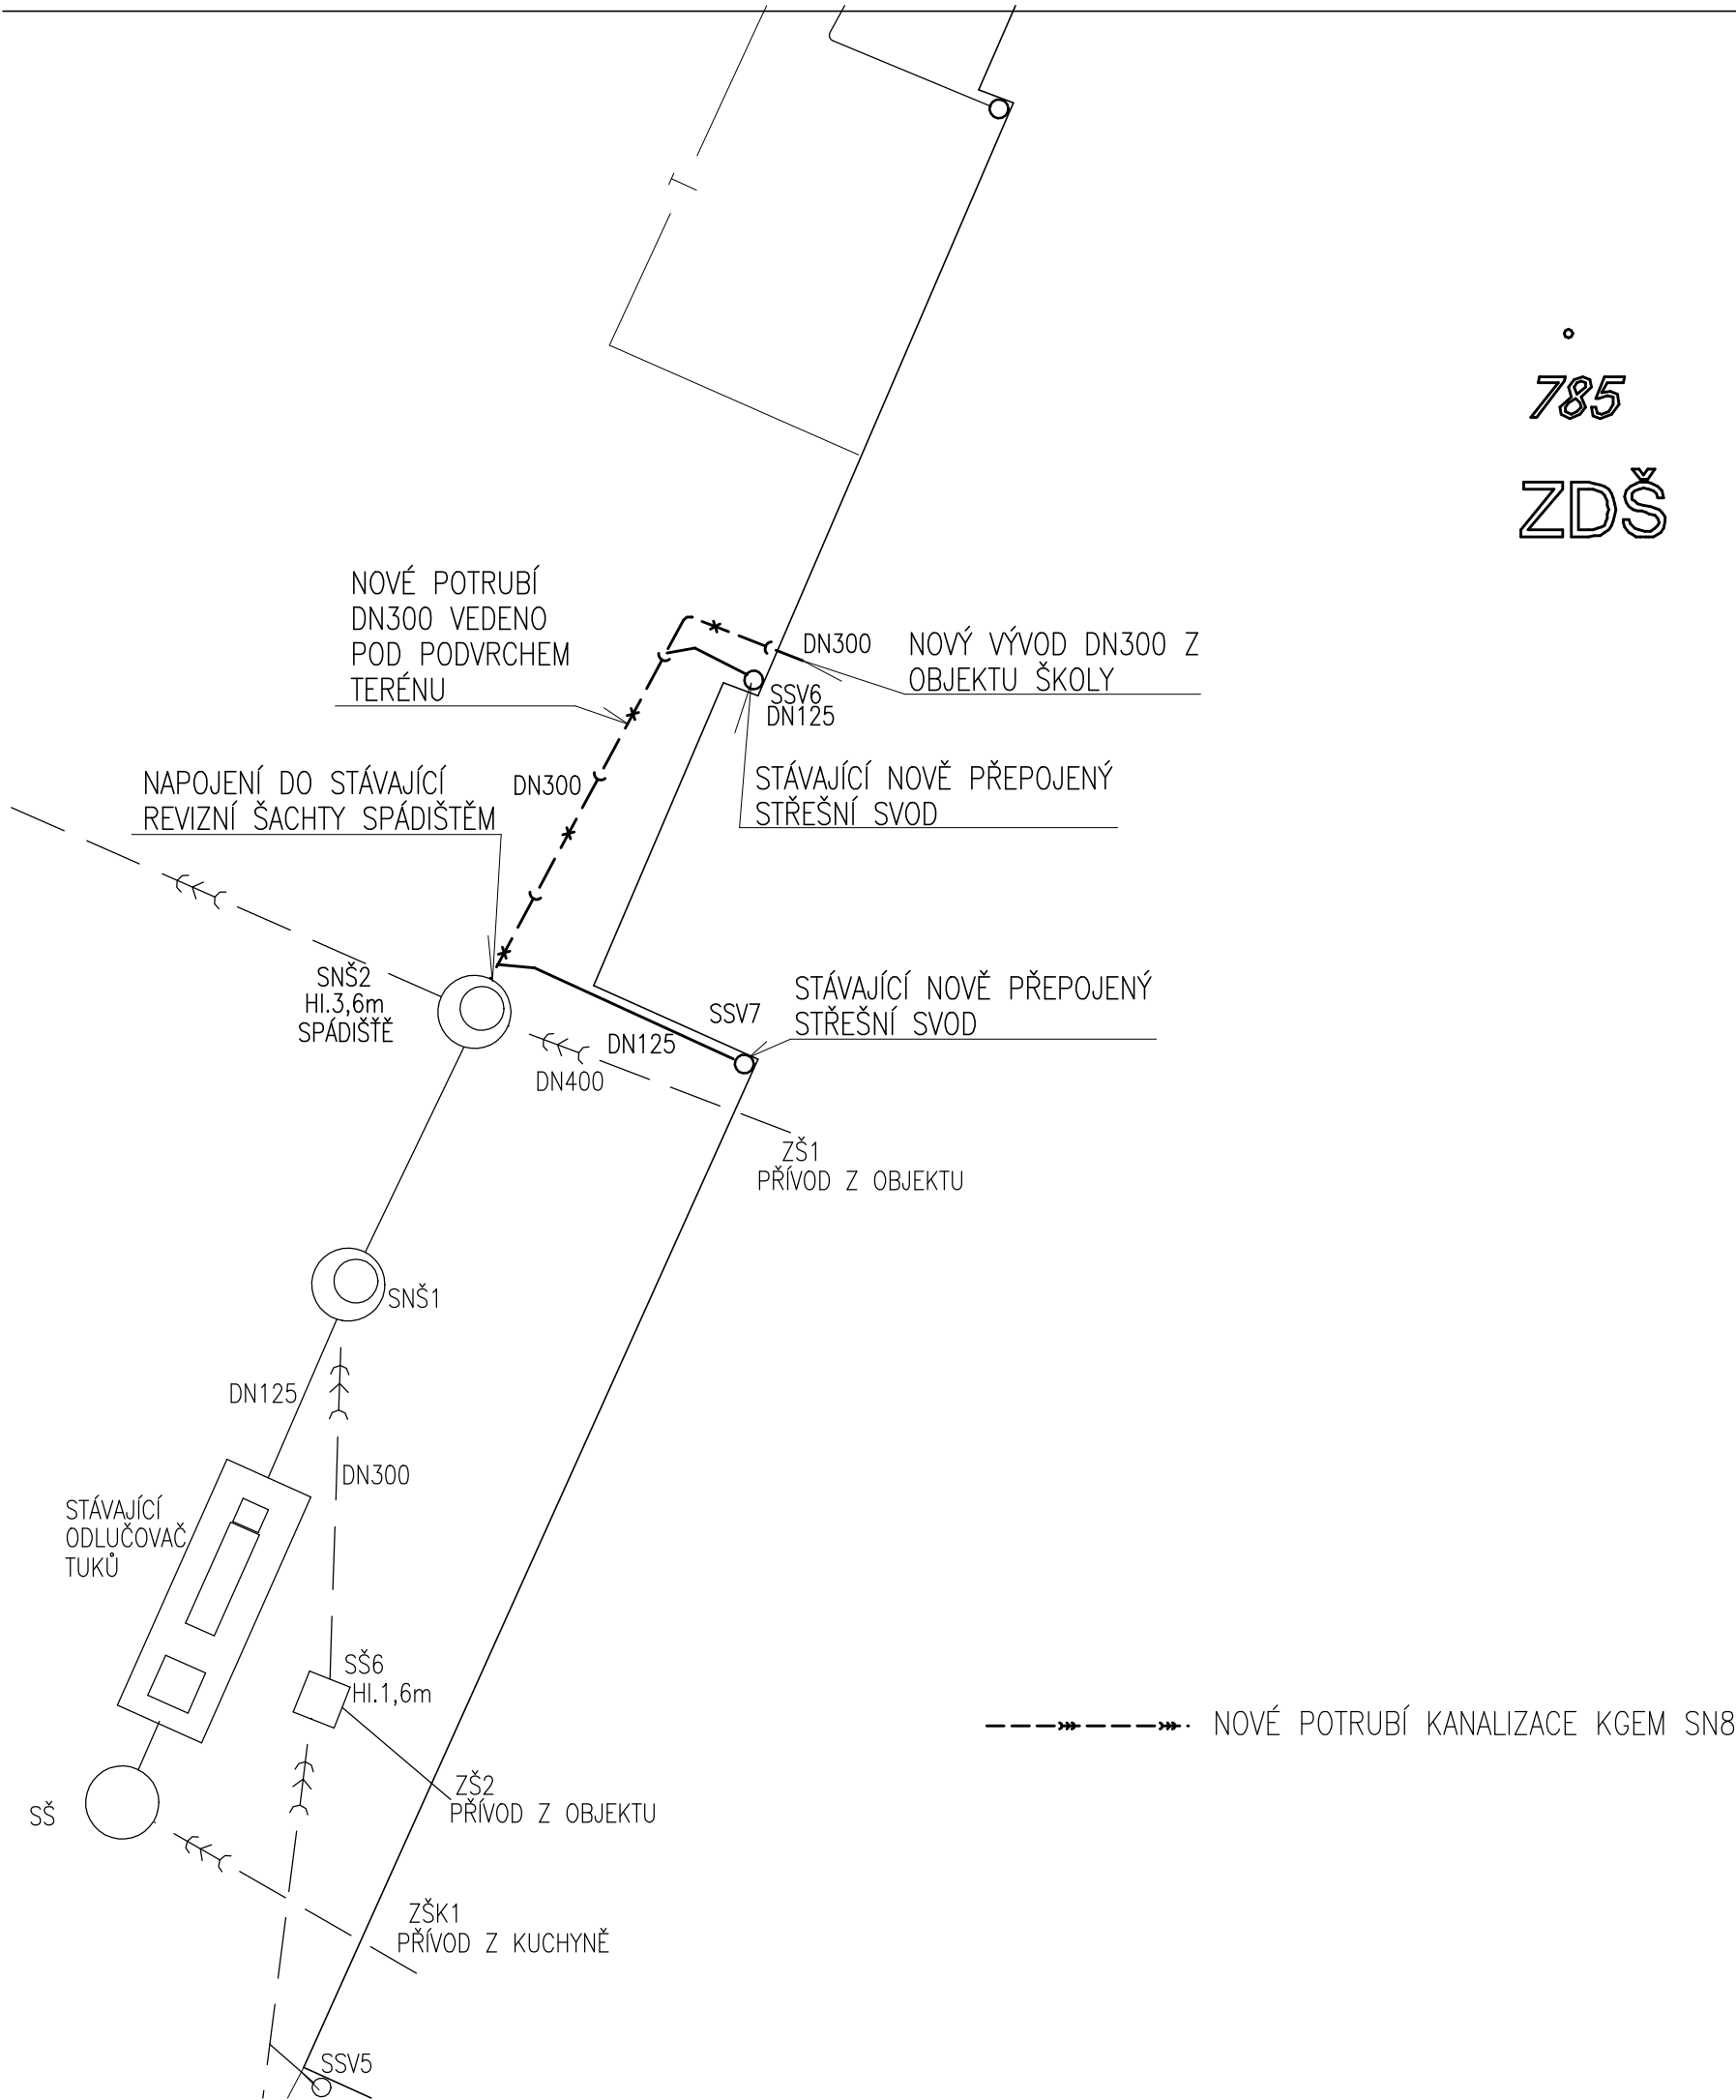 785
ZDŠ
NOVÉ POTRUBÍ
DN300 VEDENO
POD PODVRCHEM
TERÉNU
DN300
NOVÝ VÝVOD DN300 Z
OBJEKTU ŠKOLY
SSV6
DN125
STÁVAJÍCÍ NOVĚ PŘEPOJENÝ
STŘEŠNÍ SVOD
DN300
NAPOJENÍ DO STÁVAJÍCÍ
REVIZNÍ ŠACHTY SPÁDIŠTĚM
SNŠ2
Hl.3,6m
SPÁDIŠTĚ
STÁVAJÍCÍ NOVĚ PŘEPOJENÝ
STŘEŠNÍ SVOD
SSV7
DN125
DN400
ZŠ1
PŘÍVOD Z OBJEKTU
SNŠ1
DN125
DN300
STÁVAJÍCÍ
ODLUČOVAČ
TUKŮ
SŠ6
Hl.1,6m
NOVÉ POTRUBÍ KANALIZACE KGEM SN8
ZŠ2
PŘÍVOD Z OBJEKTU
SŠ
ZŠK1
PŘÍVOD Z KUCHYNĚ
SSV5